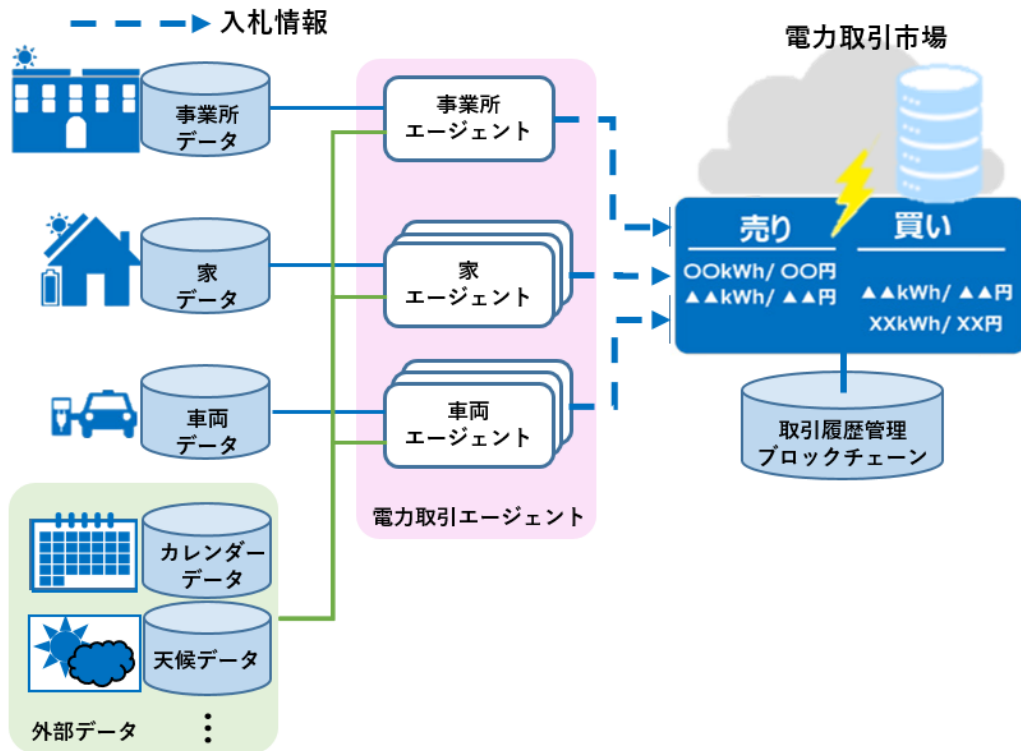 入札情報
電力取引市場
事業所
データ
事業所
エージェント
売り
買い
〇〇kWh/ 〇〇円
▲▲kWh/ ▲▲円
▲▲kWh/ ▲▲円
XXkWh/ XX円
家
データ
家
エージェント
車両
データ
車両
エージェント
取引履歴管理
ブロックチェーン
電力取引エージェント
カレンダー
データ
天候データ
外部データ
⋮